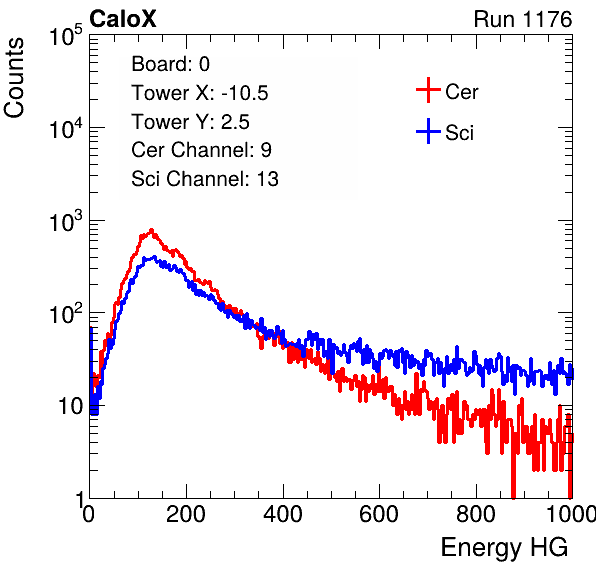 CaloX Run 1176
Counts
10^5
10^4
10^3
10^2
10
1
Board: 0
Tower X: -10.5
Tower Y: 2.5
Cer Channel: 9
Sci Channel: 13
Cer
Sci
0 200 400 600 800 1000
Energy HG